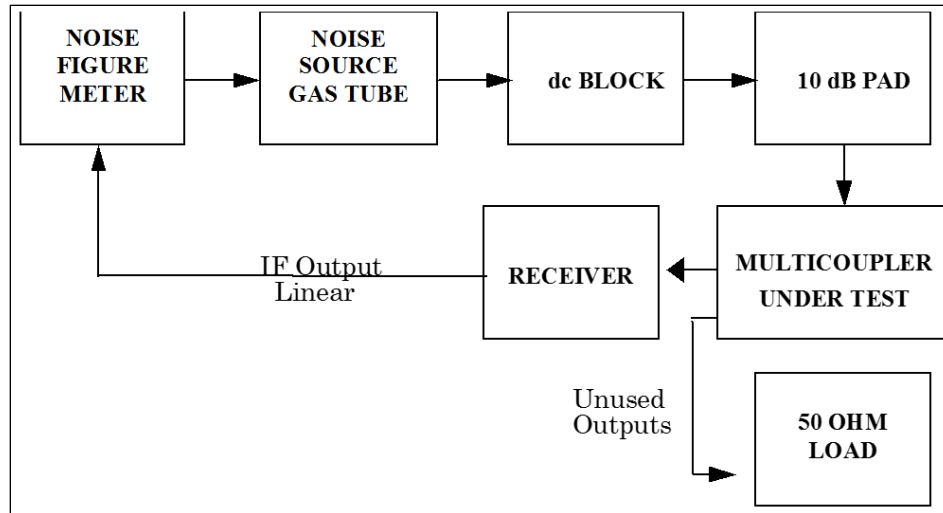 NOISE
FIGURE
METER
NOISE
SOURCE
GAS TUBE
dc BLOCK
10 dB PAD
IF Output
Linear
RECEIVER
MULTICOUPLER
UNDER TEST
Unused
Outputs
50 OHM
LOAD